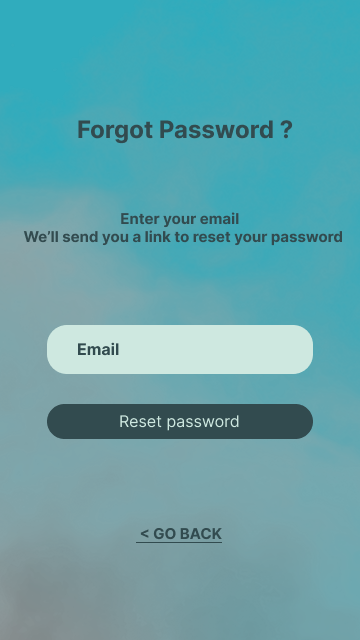 Forgot Password ?
Enter your email
We'll send you a link to reset your password
Email
Reset password
< GO BACK